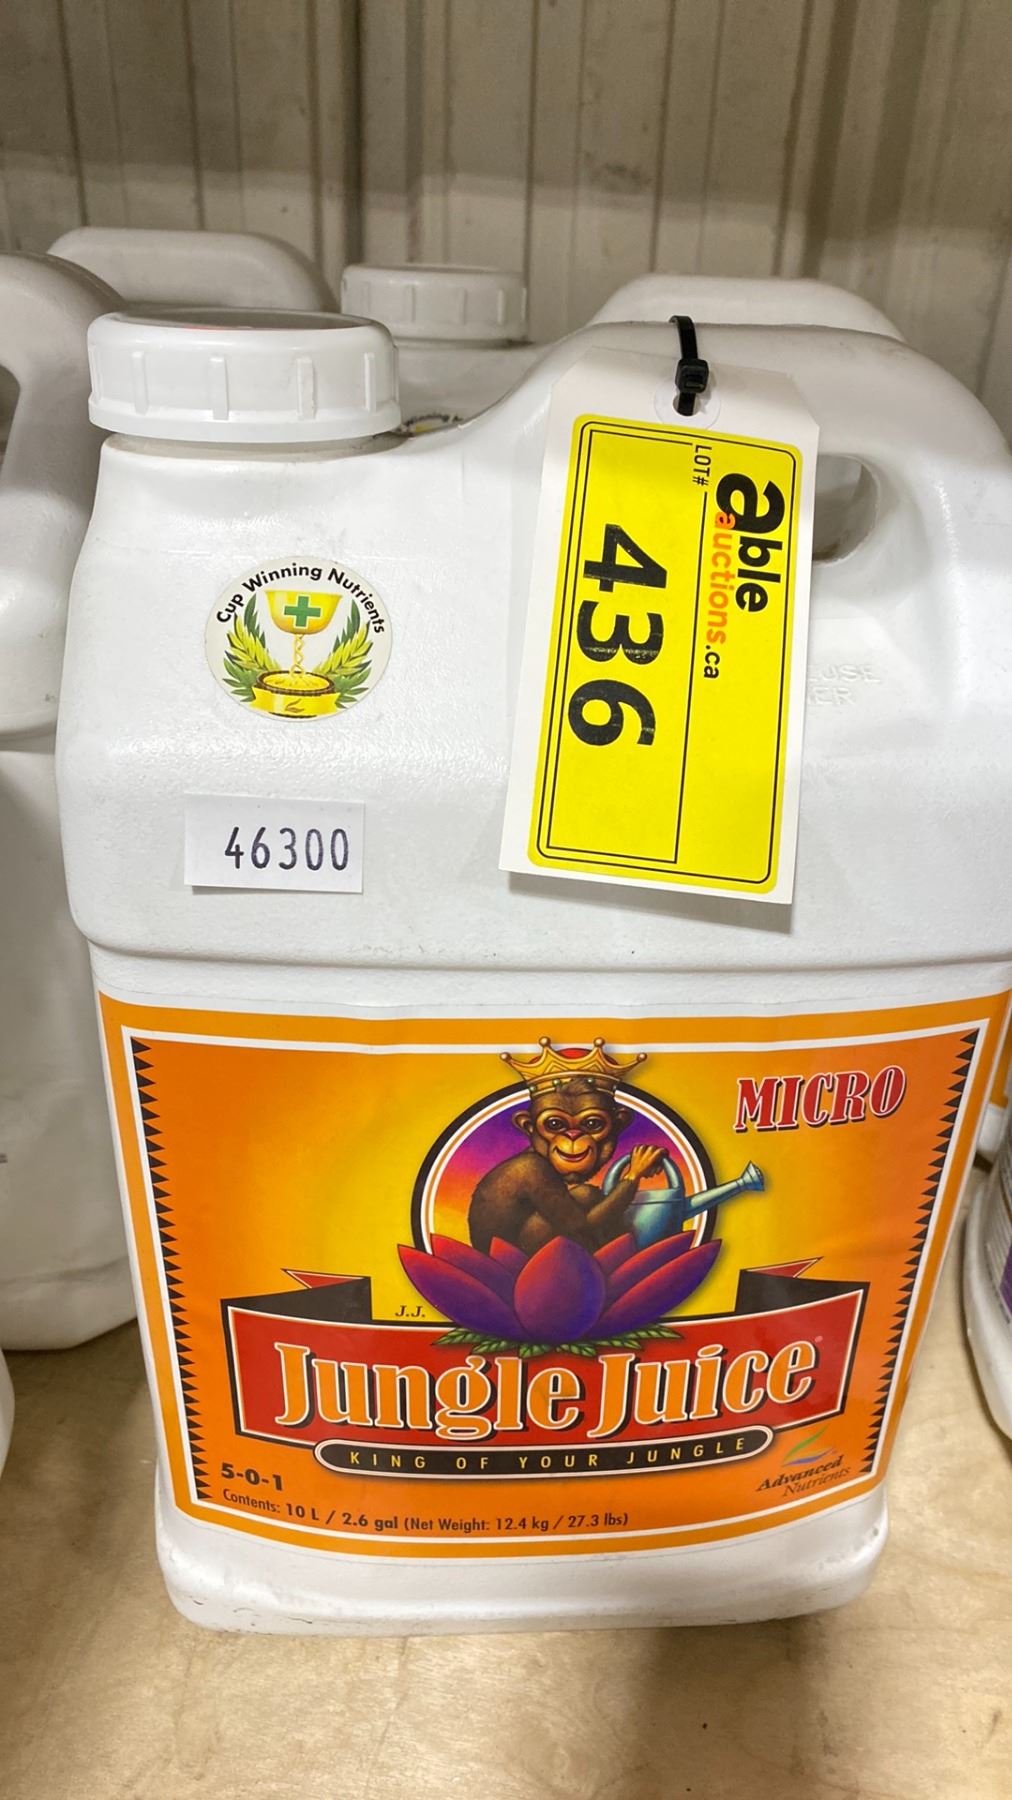 Cup Winning Nutrients
able
auctions.ca
LOT#
436
46300
MICRO
J.J.
Jungle Juice
KING OF YOUR JUNGLE
5-0-1
Contents: 10 L / 2.6 gal (Net Weight: 12.4 kg / 27.3 lbs)
Advanced
Nutrients